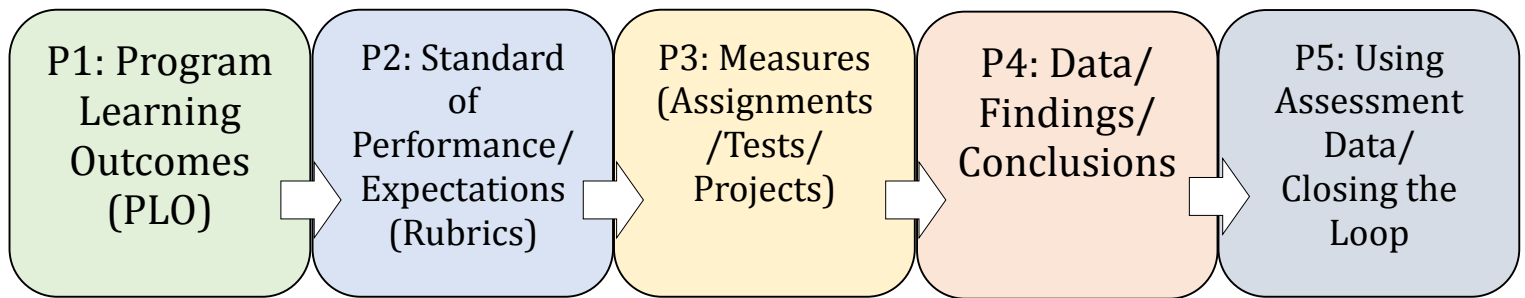 P1: Program
Learning
Outcomes
(PLO)
P2: Standard
of
Performance/
Expectations
(Rubrics)
P3: Measures
(Assignments
/Tests/
Projects)
P4: Data/
Findings/
Conclusions
P5: Using
Assessment
Data/
Closing the
Loop